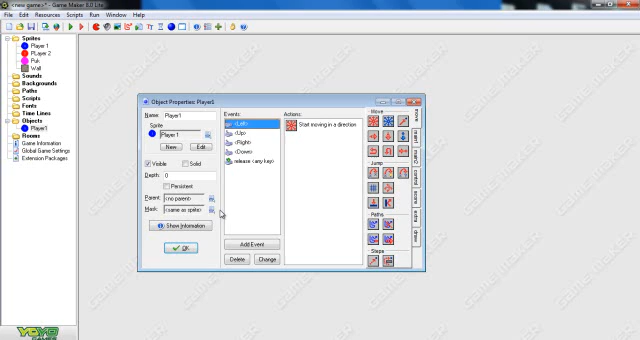 <new game>* - Game Maker 8.0 Lite
File Edit Resources Scripts Run Window Help
Sprites
Player 1
PLayer 2
Puk
Wall
Sounds
Backgrounds
Paths
Scripts
Fonts
Time Lines
Objects
Player1
Rooms
Game Information
Global Game Settings
Extension Packages
Object Properties: Player1
Name: Player1
Sprite
Player 1
New Edit
Visible Solid
Depth: 0
Persistent
Parent: <no parent>
Mask: <same as sprite>
Show Information
OK
Events:
<Left>
<Up>
<Right>
<Down>
release <any key>
Add Event
Delete Change
Actions:
Start moving in a direction
Move
Jump
Paths
Steps
move
main1
main2
control
score
extra
draw
YOYO
GAMES
GAME MAKER